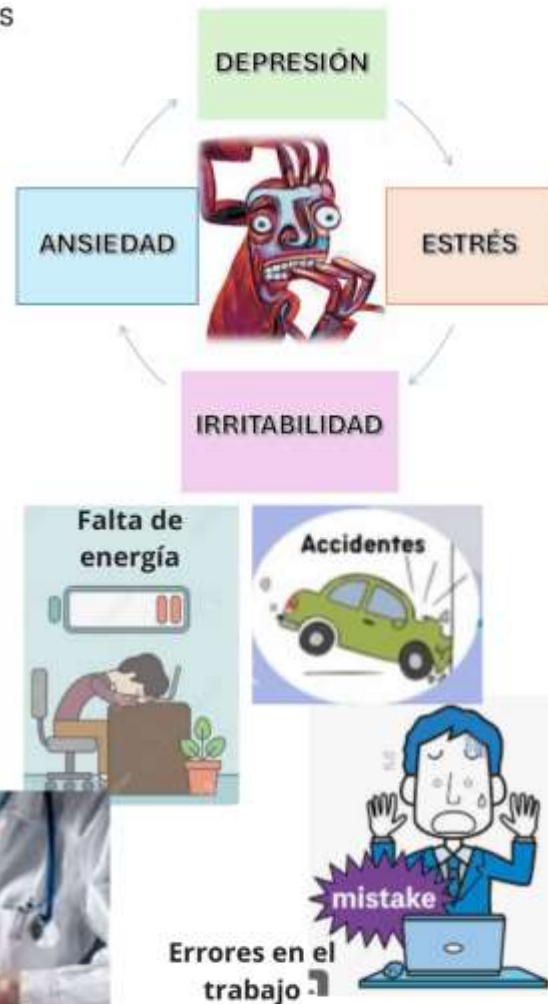 s
DEPRESIÓN
ANSIEDAD
ESTRÉS
IRRITABILIDAD
Falta de
energía
Accidentes
mistake
Errores en el
trabajo